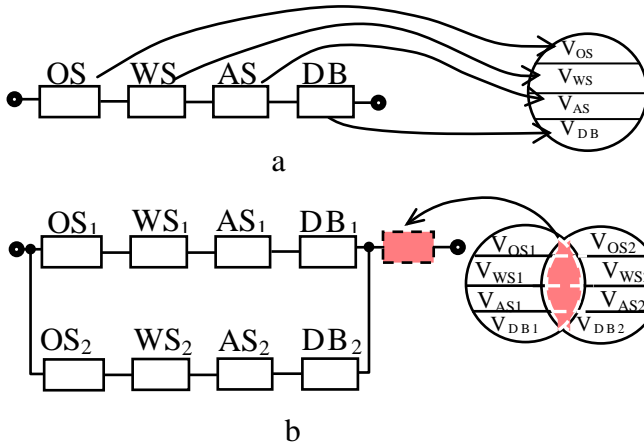 OS WS AS DB
V_OS
V_WS
V_AS
V_DB
a
OS₁ WS₁ AS₁ DB₁
OS₂ WS₂ AS₂ DB₂
V_OS1 V_OS2
V_WS1 V_WS
V_AS1 V_AS2
V_DB1 V_DB2
b